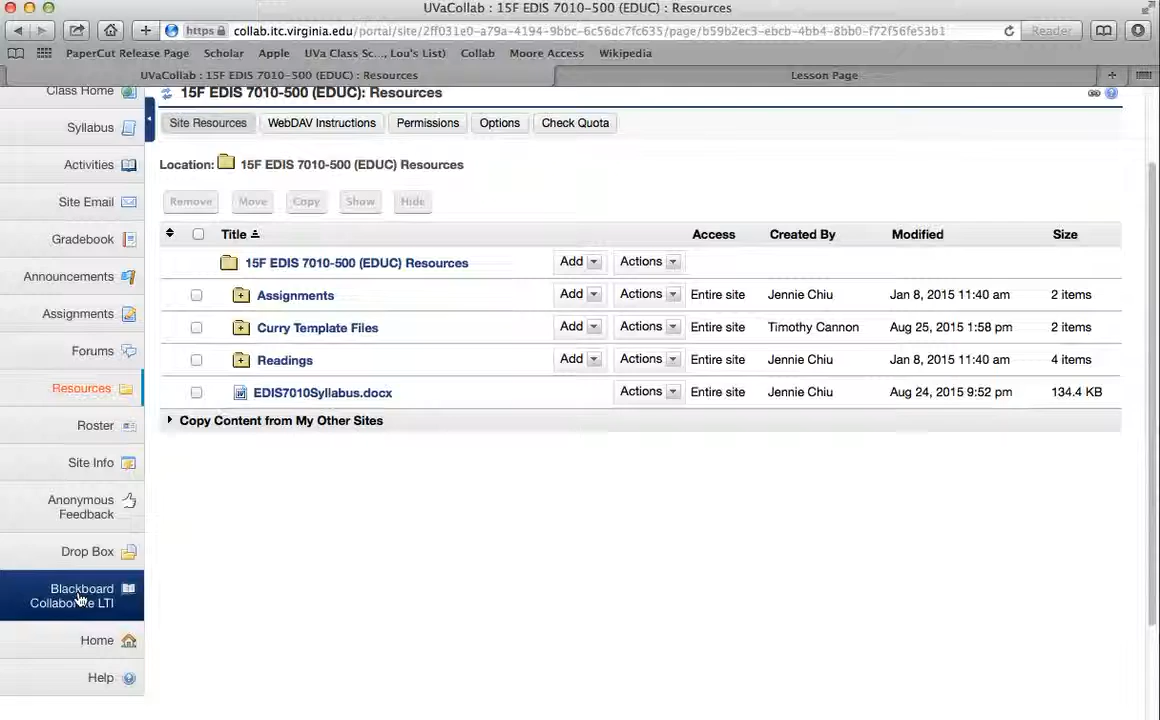 UVaCollab : 15F EDIS 7010-500 (EDUC) : Resources
https collab.itc.virginia.edu/portal/site/2ff031e0-a79a-4194-9bbc-6c56dc7fc635/page/b59b2ec3-ebcb-4bb4-8bb0-f72f56fe53b1 Reader
PaperCut Release Page Scholar Apple UVa Class Sc..., Lou's List) Collab Moore Access Wikipedia
UVaCollab : 15F EDIS 7010-500 (EDUC) : Resources Lesson Page
Class Home
Syllabus
Activities
Site Email
Gradebook
Announcements
Assignments
Forums
Resources
Roster
Site Info
Anonymous
Feedback
Drop Box
Blackboard
Collaborate LTI
Home
Help
15F EDIS 7010-500 (EDUC): Resources
Site Resources WebDAV Instructions Permissions Options Check Quota
Location: 15F EDIS 7010-500 (EDUC) Resources
Remove Move Copy Show Hide
Title Access Created By Modified Size
15F EDIS 7010-500 (EDUC) Resources Add Actions
Assignments Add Actions Entire site Jennie Chiu Jan 8, 2015 11:40 am 2 items
Curry Template Files Add Actions Entire site Timothy Cannon Aug 25, 2015 1:58 pm 2 items
Readings Add Actions Entire site Jennie Chiu Jan 8, 2015 11:40 am 4 items
EDIS7010Syllabus.docx Actions Entire site Jennie Chiu Aug 24, 2015 9:52 pm 134.4 KB
Copy Content from My Other Sites